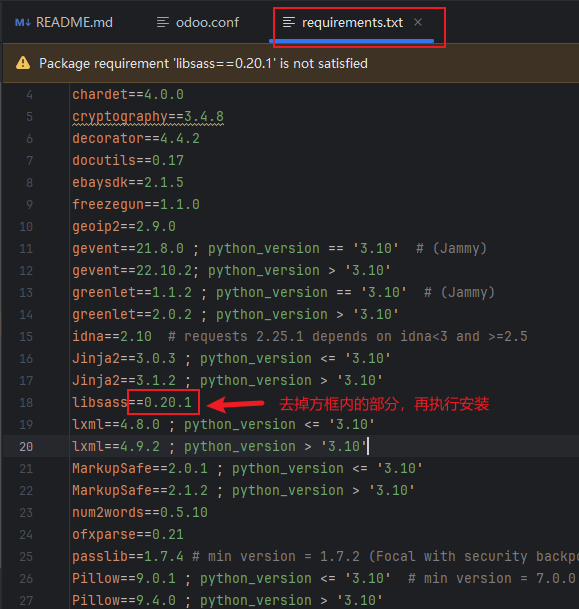 M↓ README.md
odoo.conf
requirements.txt
Package requirement 'libsass==0.20.1' is not satisfied
4 chardet==4.0.0
5 cryptography==3.4.8
6 decorator==4.4.2
7 docutils==0.17
8 ebaysdk==2.1.5
9 freezegun==1.1.0
10 geoip2==2.9.0
11 gevent==21.8.0 ; python_version == '3.10'  # (Jammy)
12 gevent==22.10.2; python_version > '3.10'
13 greenlet==1.1.2 ; python_version == '3.10'  # (Jammy)
14 greenlet==2.0.2 ; python_version > '3.10'
15 idna==2.10  # requests 2.25.1 depends on idna<3 and >=2.5
16 Jinja2==3.0.3 ; python_version <= '3.10'
17 Jinja2==3.1.2 ; python_version > '3.10'
18 libsass==0.20.1 去掉方框内的部分，再执行安装
19 lxml==4.8.0 ; python_version <= '3.10'
20 lxml==4.9.2 ; python_version > '3.10'
21 MarkupSafe==2.0.1 ; python_version <= '3.10'
22 MarkupSafe==2.1.2 ; python_version > '3.10'
23 num2words==0.5.10
24 ofxparse==0.21
25 passlib==1.7.4 # min version = 1.7.2 (Focal with security backpo
26 Pillow==9.0.1 ; python_version <= '3.10'  # min version = 7.0.0
27 Pillow==9.4.0 ; python_version > '3.10'